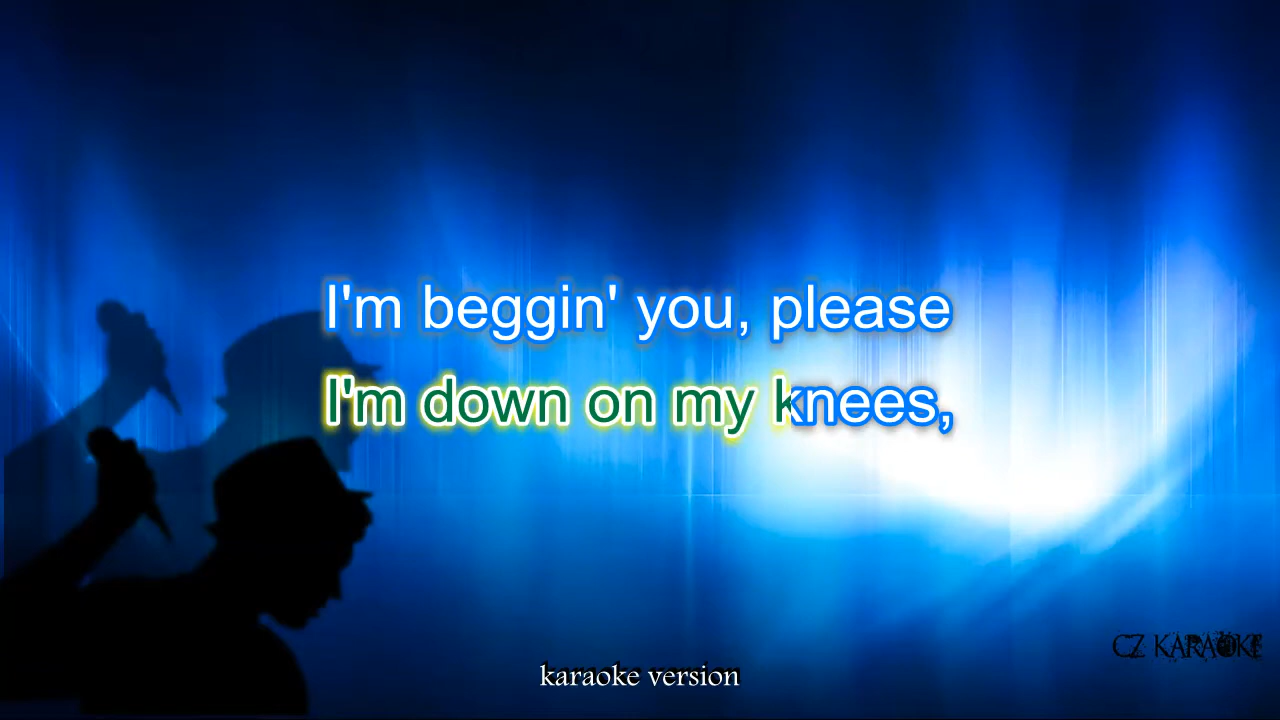 I'm beggin' you, please
I'm down on my knees,
CZ KARAOKE
karaoke version